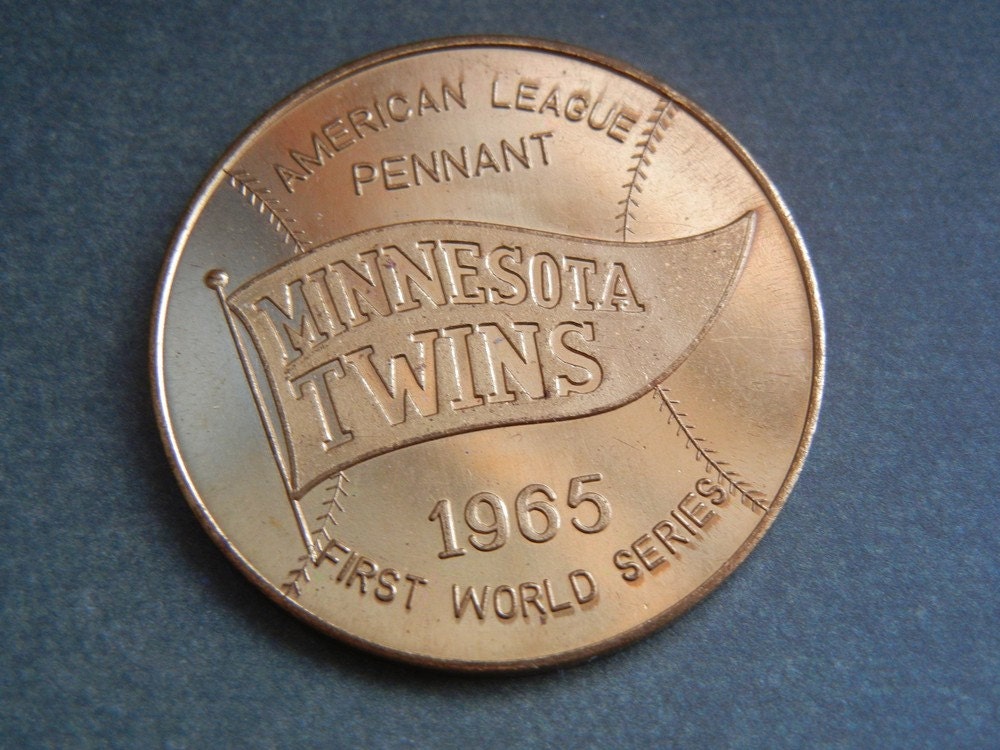 AMERICAN LEAGUE
PENNANT
MINNESOTA
TWINS
1965
FIRST WORLD SERIES